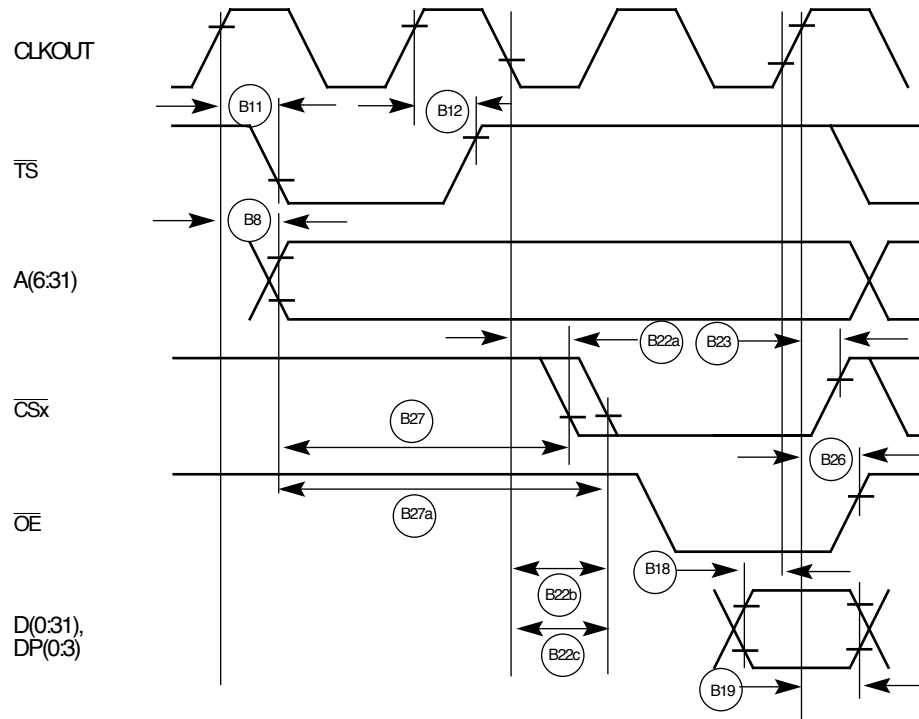 CLKOUT
B11
B12
TS
B8
A(6:31)
B22a
B23
CSx
B27
B26
OE
B27a
B18
B22b
D(0:31),
DP(0:3)
B22c
B19